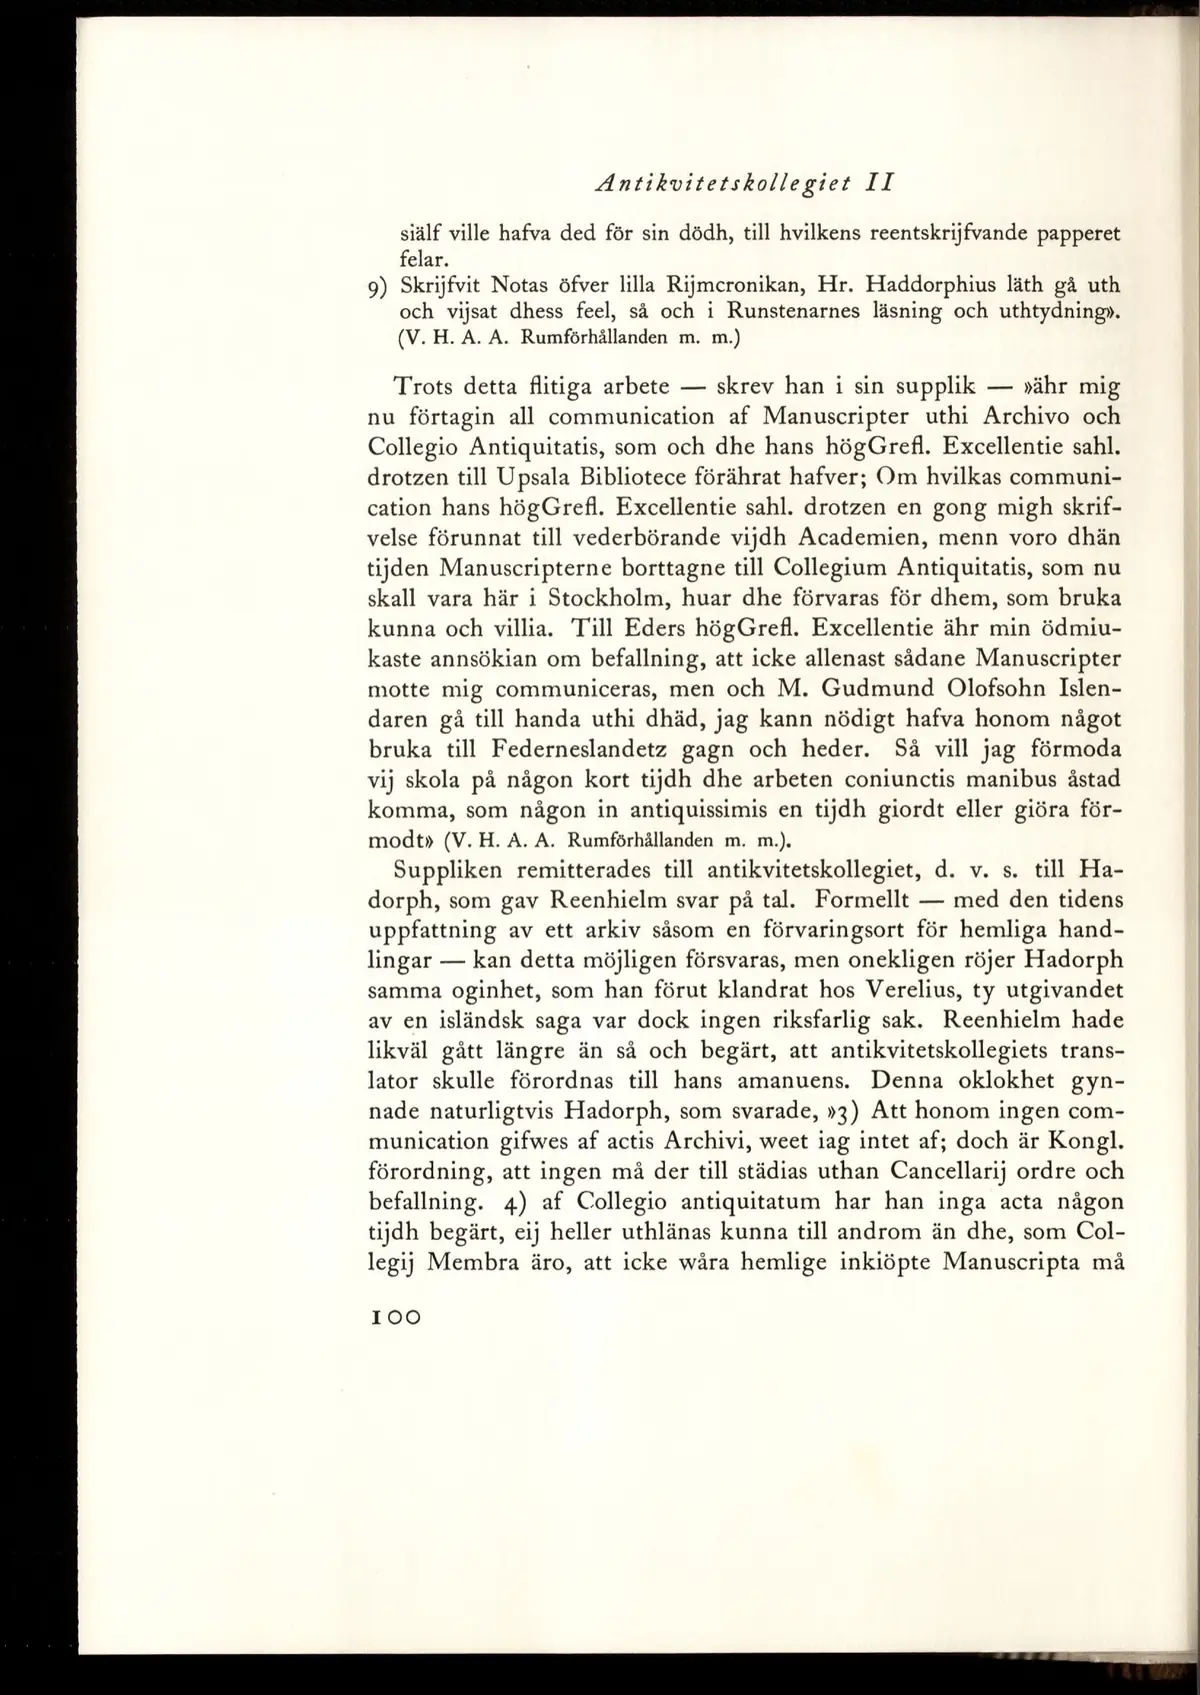 Antikvitetskollegiet II
siälf ville hafva ded för sin dödh, till hvilkens reentskrijfvande papperet
felar.
9) Skrijfvit Notas öfver lilla Rijmcronikan, Hr. Haddorphius läth gå uth
och vijsat dhess feel, så och i Runstenarnes läsning och uthtydning».
(V. H. A. A. Rumförhållanden m. m.)
Trots detta flitiga arbete — skrev han i sin supplik — »ähr mig
nu förtagin all communication af Manuscripter uthi Archivo och
Collegio Antiquitatis, som och dhe hans högGrefl. Excellentie sahl.
drotzen till Upsala Bibliotece förährat hafver; Om hvilkas communi-
cation hans högGrefl. Excellentie sahl. drotzen en gong migh skrif-
velse förunnat till vederbörande vijdh Academien, menn voro dhän
tijden Manuscripterne borttagne till Collegium Antiquitatis, som nu
skall vara här i Stockholm, huar dhe förvaras för dhem, som bruka
kunna och villia. Till Eders högGrefl. Excellentie ähr min ödmiu-
kaste annsökian om befallning, att icke allenast sådane Manuscripter
motte mig communiceras, men och M. Gudmund Olofsohn Islen-
daren gå till handa uthi dhäd, jag kann nödigt hafva honom något
bruka till Federneslandetz gagn och heder. Så vill jag förmoda
vij skola på någon kort tijdh dhe arbeten coniunctis manibus åstad
komma, som någon in antiquissimis en tijdh giordt eller giöra för-
modt» (V. H. A. A. Rumförhållanden m. m.).
Suppliken remitterades till antikvitetskollegiet, d. v. s. till Ha-
dorph, som gav Reenhielm svar på tal. Formellt — med den tidens
uppfattning av ett arkiv såsom en förvaringsort för hemliga hand-
lingar — kan detta möjligen försvaras, men onekligen röjer Hadorph
samma oginhet, som han förut klandrat hos Verelius, ty utgivandet
av en isländsk saga var dock ingen riksfarlig sak. Reenhielm hade
likväl gått längre än så och begärt, att antikvitetskollegiets trans-
lator skulle förordnas till hans amanuens. Denna oklokhet gyn-
nade naturligtvis Hadorph, som svarade, »3) Att honom ingen com-
munication gifwes af actis Archivi, weet iag intet af; doch är Kongl.
förordning, att ingen må der till städias uthan Cancellarij ordre och
befallning. 4) af Collegio antiquitatum har han inga acta någon
tijdh begärt, eij heller uthlänas kunna till androm än dhe, som Col-
legij Membra äro, att icke wåra hemlige inkiöpte Manuscripta må
100